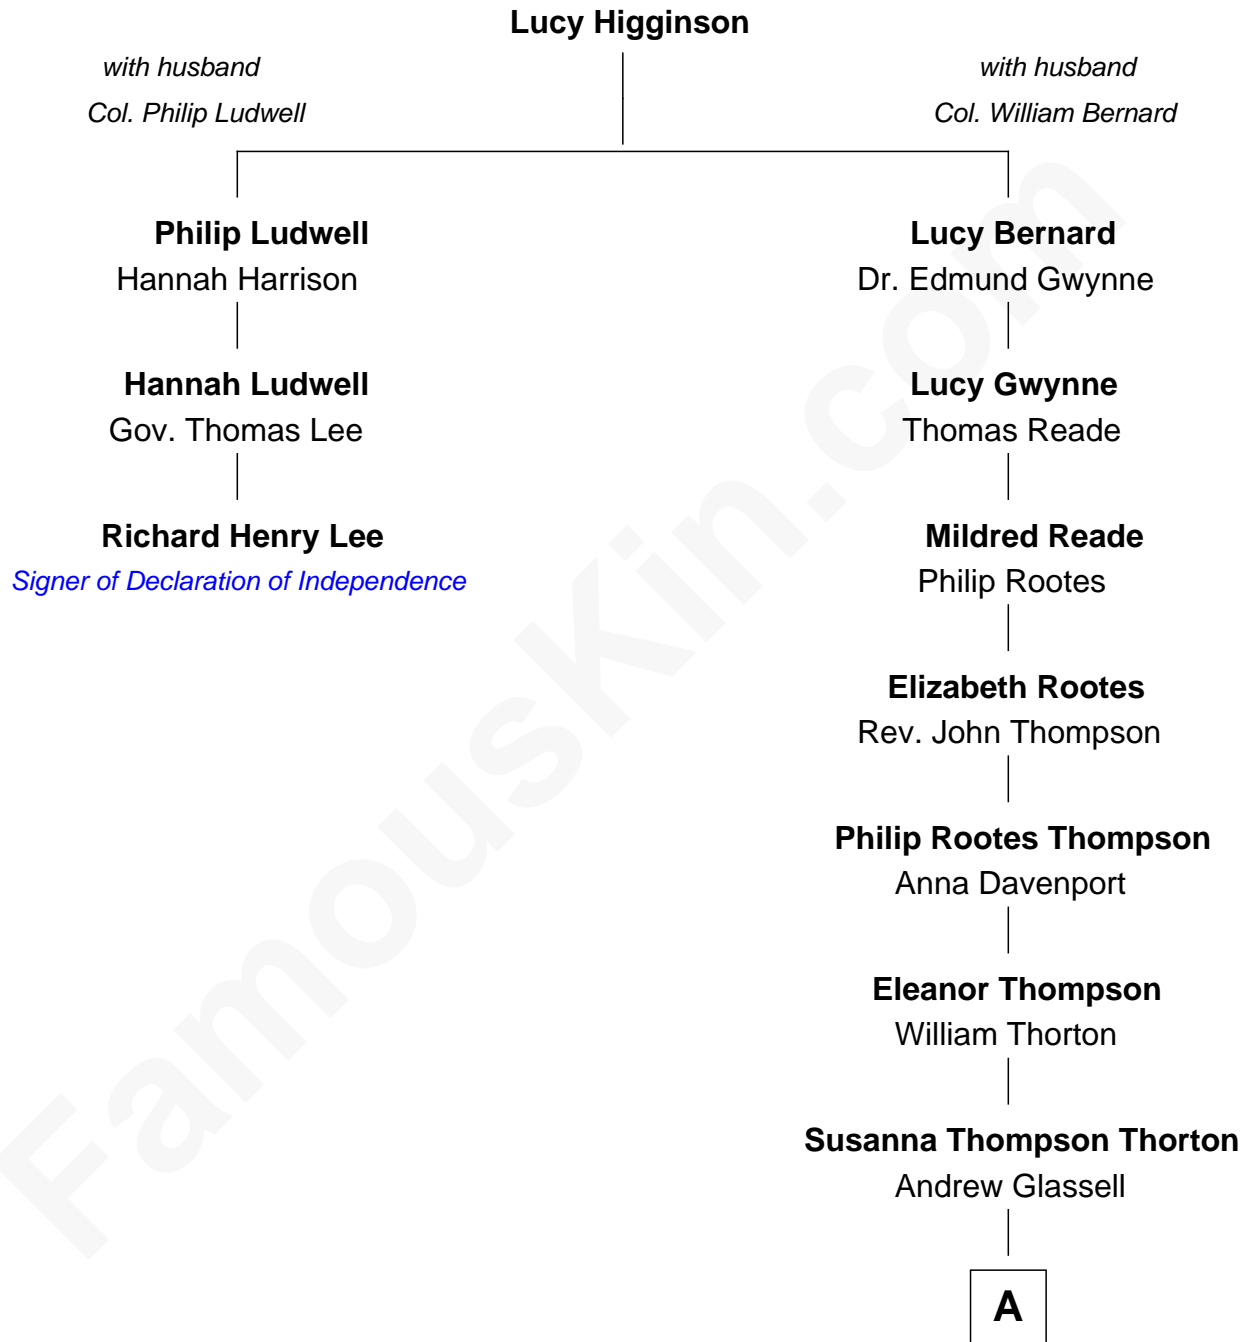 Lucy Higginson
with husband
Col. Philip Ludwell
with husband
Col. William Bernard
Philip Ludwell
Hannah Harrison
Lucy Bernard
Dr. Edmund Gwynne
Hannah Ludwell
Gov. Thomas Lee
Lucy Gwynne
Thomas Reade
Richard Henry Lee
Signer of Declaration of Independence
Mildred Reade
Philip Rootes
Elizabeth Rootes
Rev. John Thompson
Philip Rootes Thompson
Anna Davenport
Eleanor Thompson
William Thorton
Susanna Thompson Thorton
Andrew Glassell
A
FamousKin.com